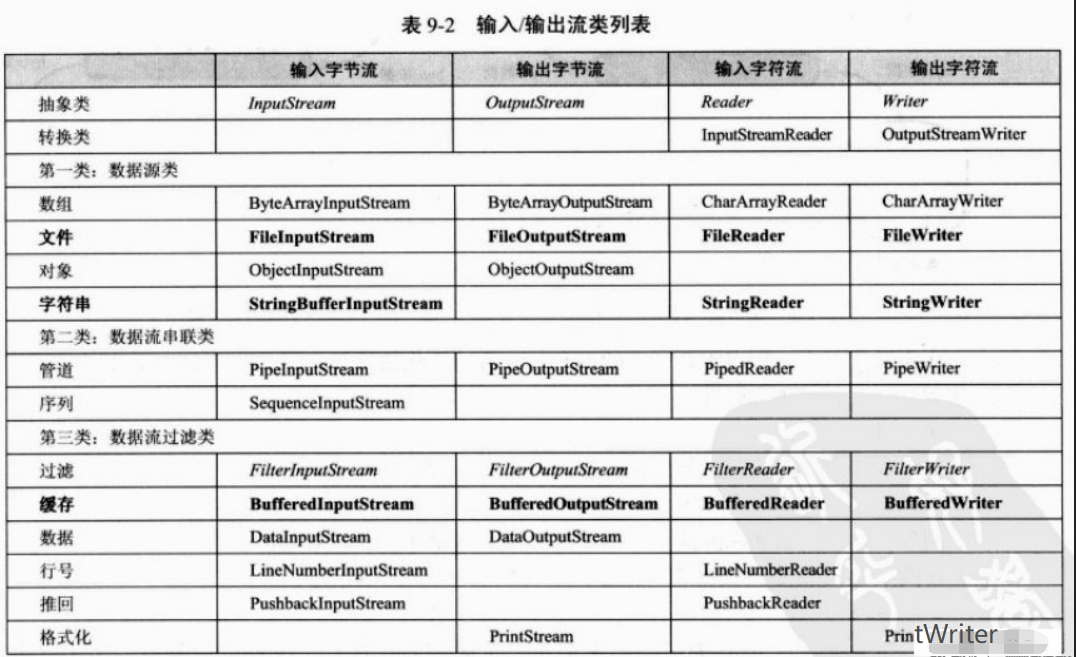 表 9-2 输入/输出流类列表
输入字节流 输出字节流 输入字符流 输出字符流
抽象类 InputStream OutputStream Reader Writer
转换类 InputStreamReader OutputStreamWriter
第一类：数据源类
数组 ByteArrayInputStream ByteArrayOutputStream CharArrayReader CharArrayWriter
文件 FileInputStream FileOutputStream FileReader FileWriter
对象 ObjectInputStream ObjectOutputStream
字符串 StringBufferInputStream StringReader StringWriter
第二类：数据流串联类
管道 PipeInputStream PipeOutputStream PipedReader PipeWriter
序列 SequenceInputStream
第三类：数据流过滤类
过滤 FilterInputStream FilterOutputStream FilterReader FilterWriter
缓存 BufferedInputStream BufferedOutputStream BufferedReader BufferedWriter
数据 DataInputStream DataOutputStream
行号 LineNumberInputStream LineNumberReader
推回 PushbackInputStream PushbackReader
格式化 PrintStream PrintWriter